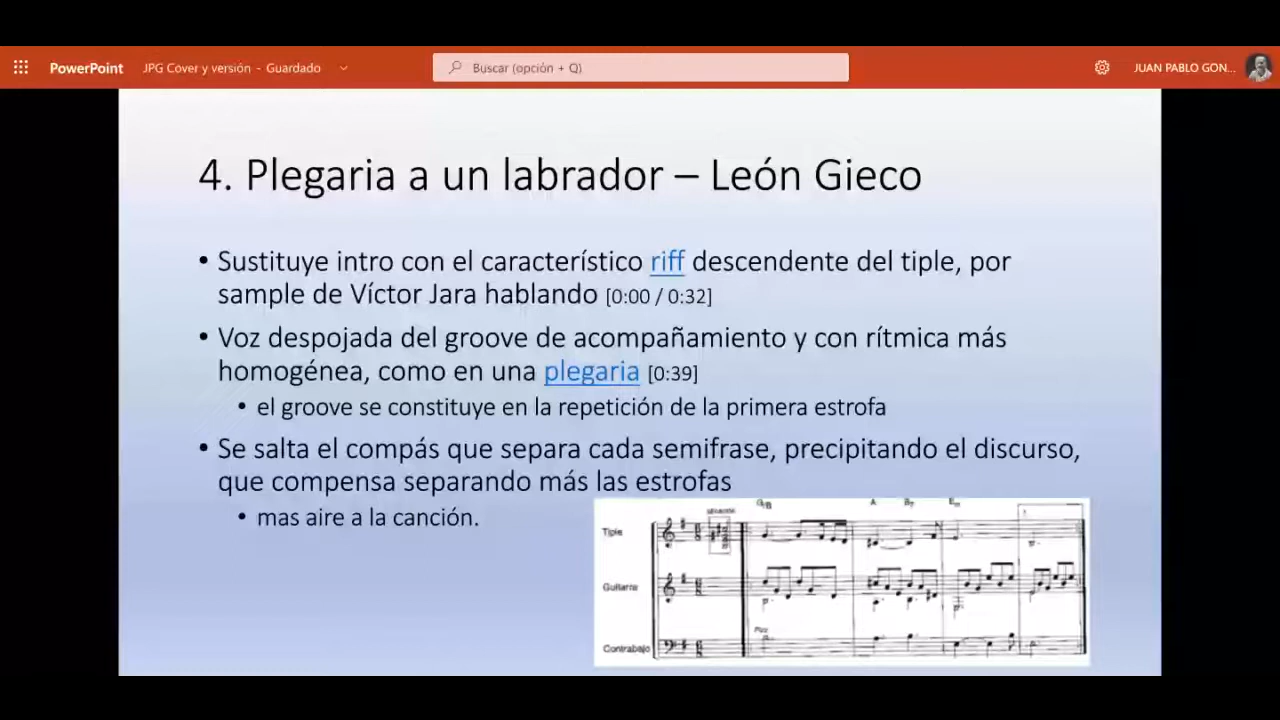 PowerPoint JPG Cover y versión - Guardado Buscar (opción + Q) JUAN PABLO GON...
4. Plegaria a un labrador – León Gieco
• Sustituye intro con el característico riff descendente del tiple, por
sample de Víctor Jara hablando [0:00 / 0:32]
• Voz despojada del groove de acompañamiento y con rítmica más
homogénea, como en una plegaria [0:39]
• el groove se constituye en la repetición de la primera estrofa
• Se salta el compás que separa cada semifrase, precipitando el discurso,
que compensa separando más las estrofas
• mas aire a la canción.
G/B A B7 Em
Tiple
Guitarra
Pizz
Contrabajo